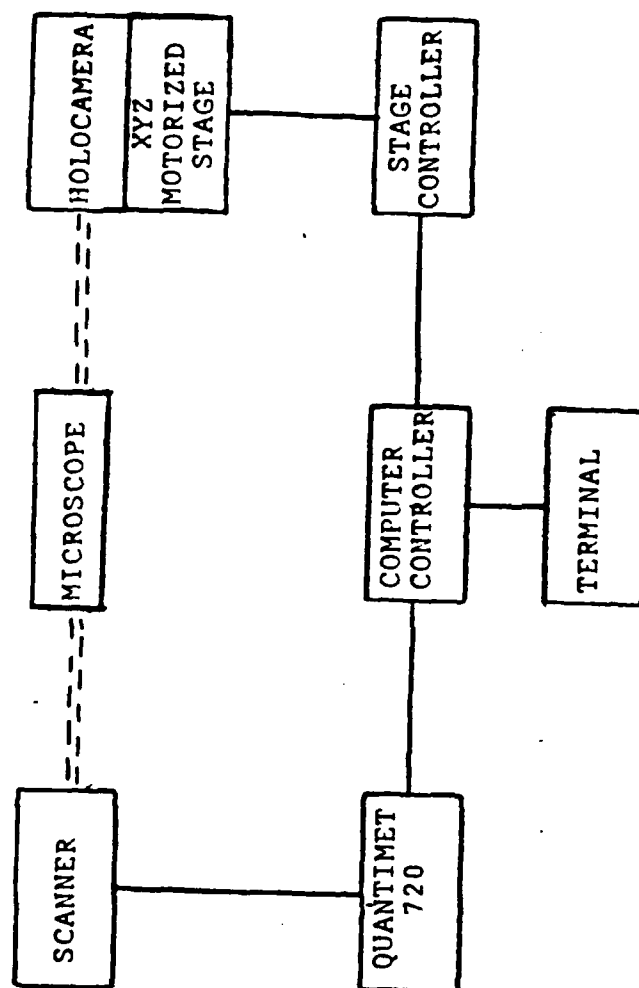 SCANNER
MICROSCOPE
HOLOCAMERA
XYZ
MOTORIZED
STAGE
QUANTIMET
720
COMPUTER
CONTROLLER
STAGE
CONTROLLER
TERMINAL